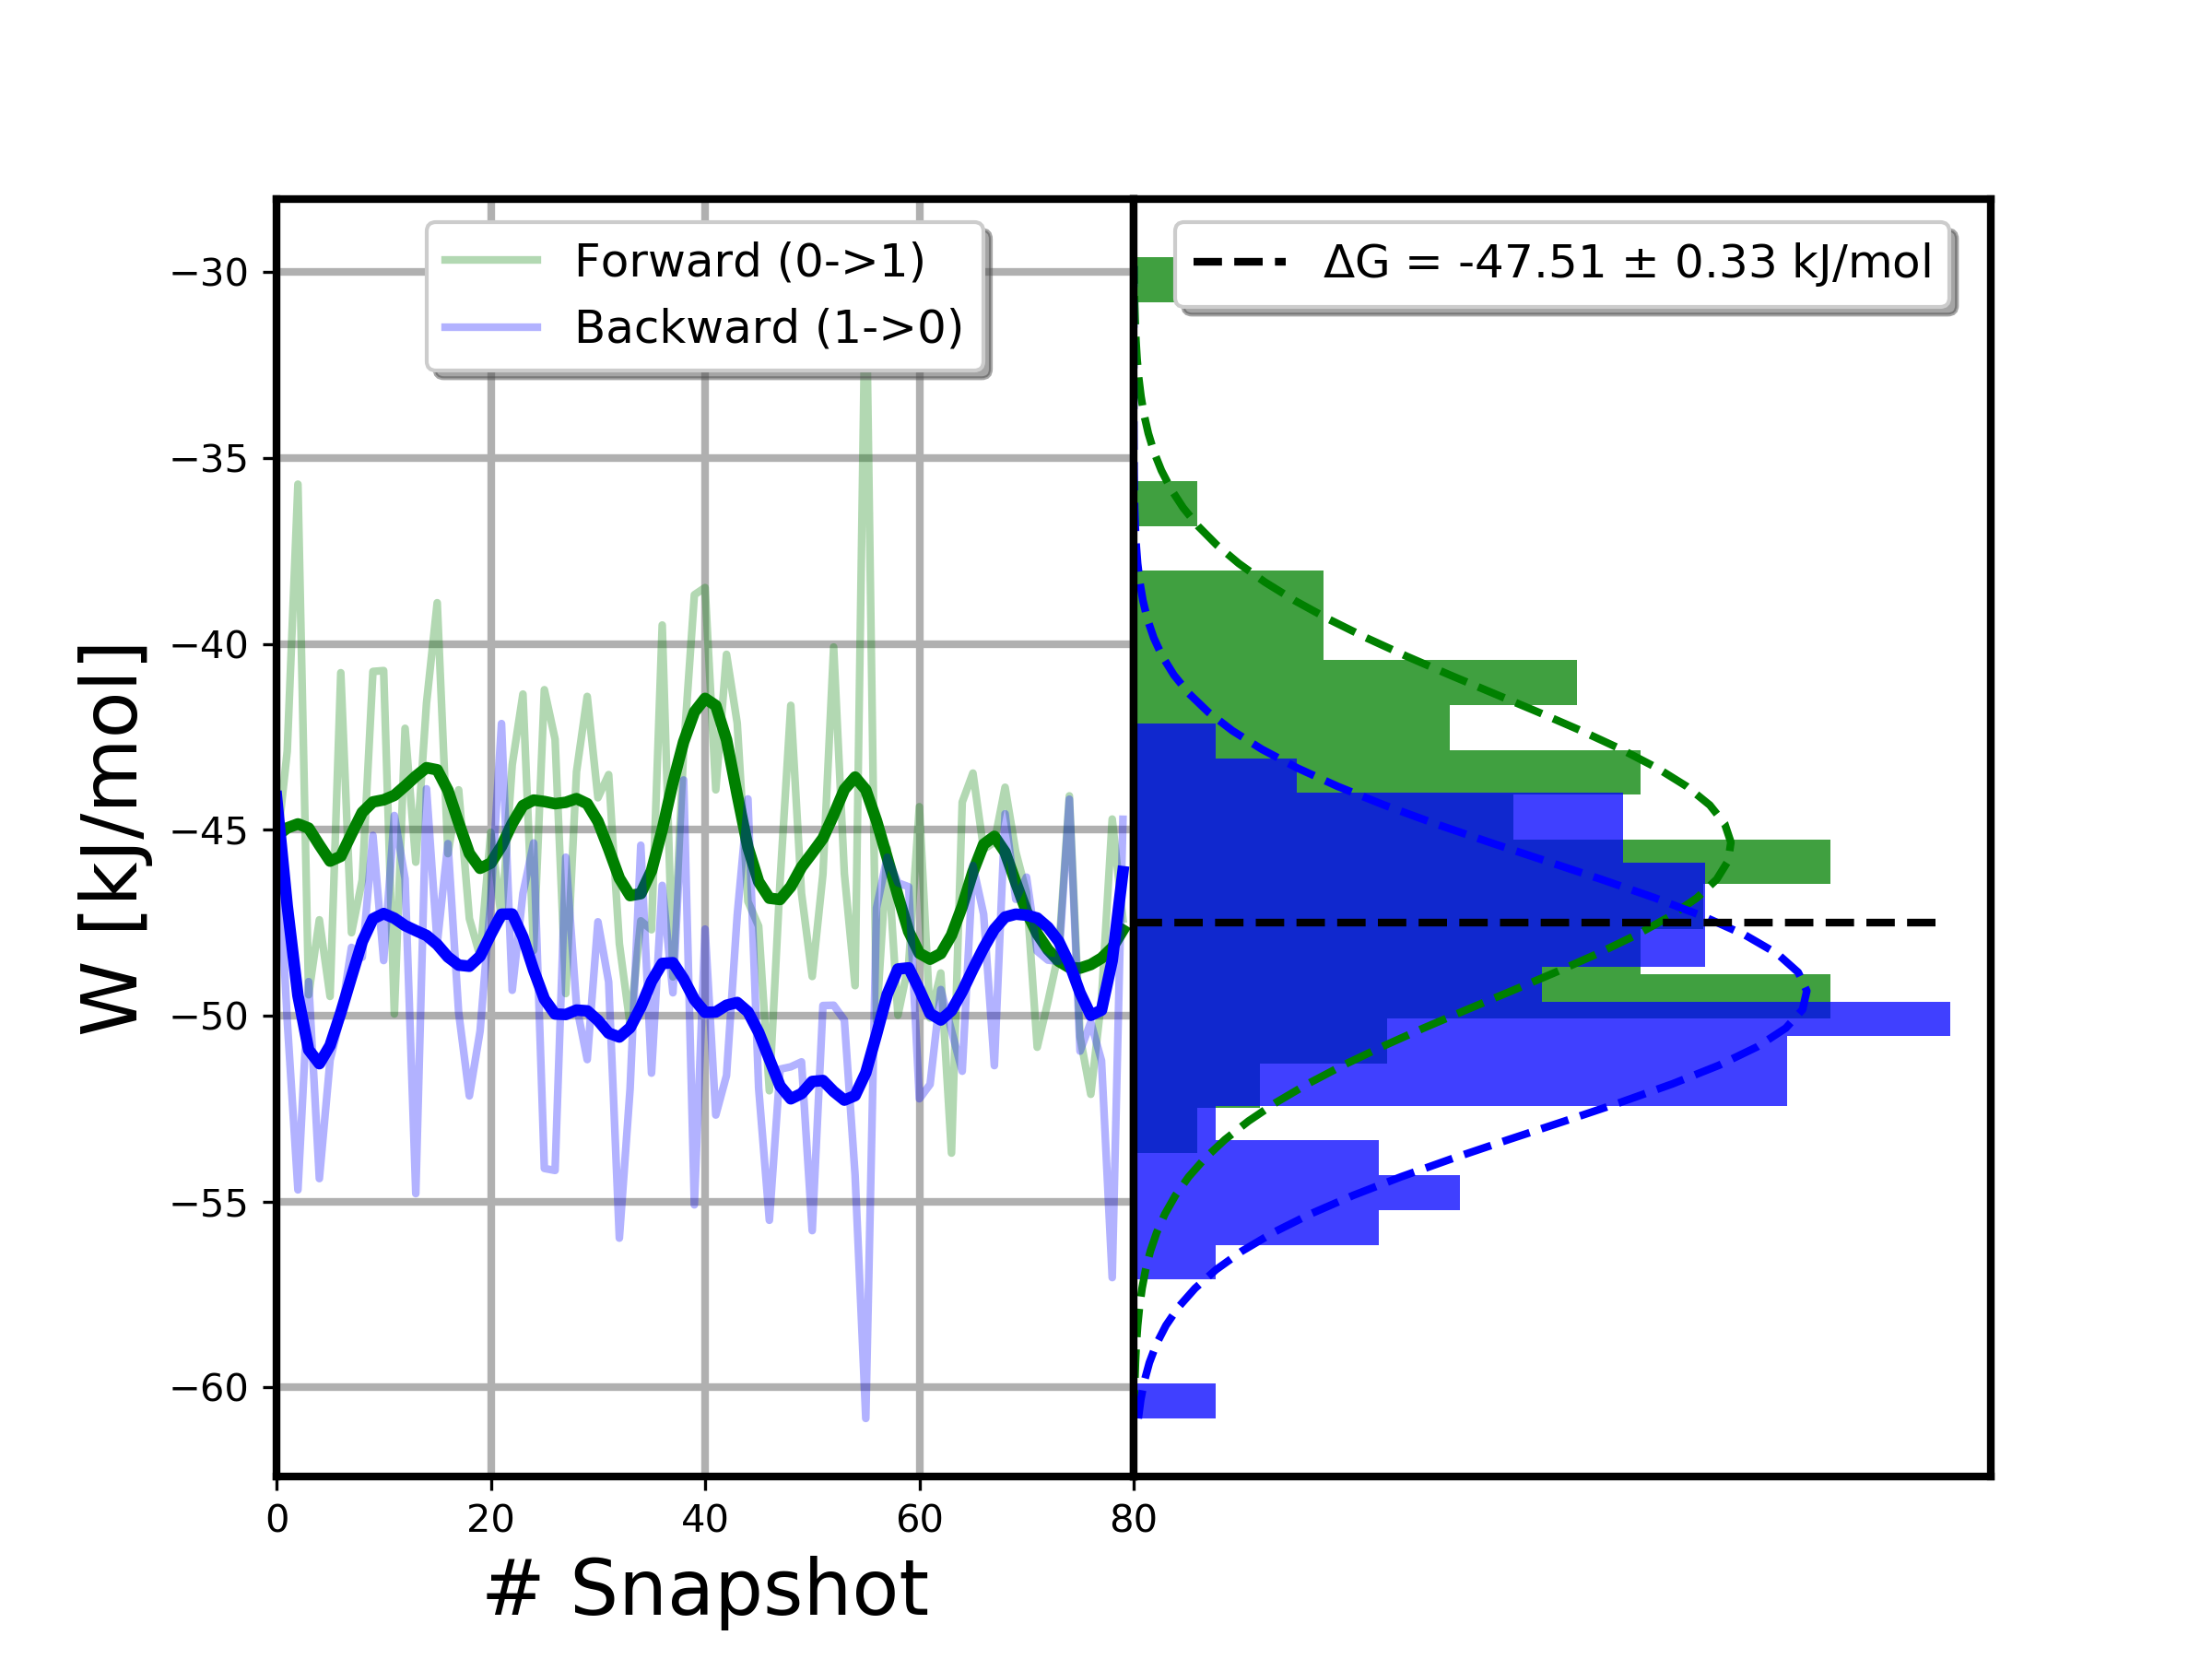 Forward (0->1)
Backward (1->0)
ΔG = -47.51 ± 0.33 kJ/mol
W [kJ/mol]
−30
−35
−40
−45
−50
−55
−60
0 20 40 60 80
# Snapshot